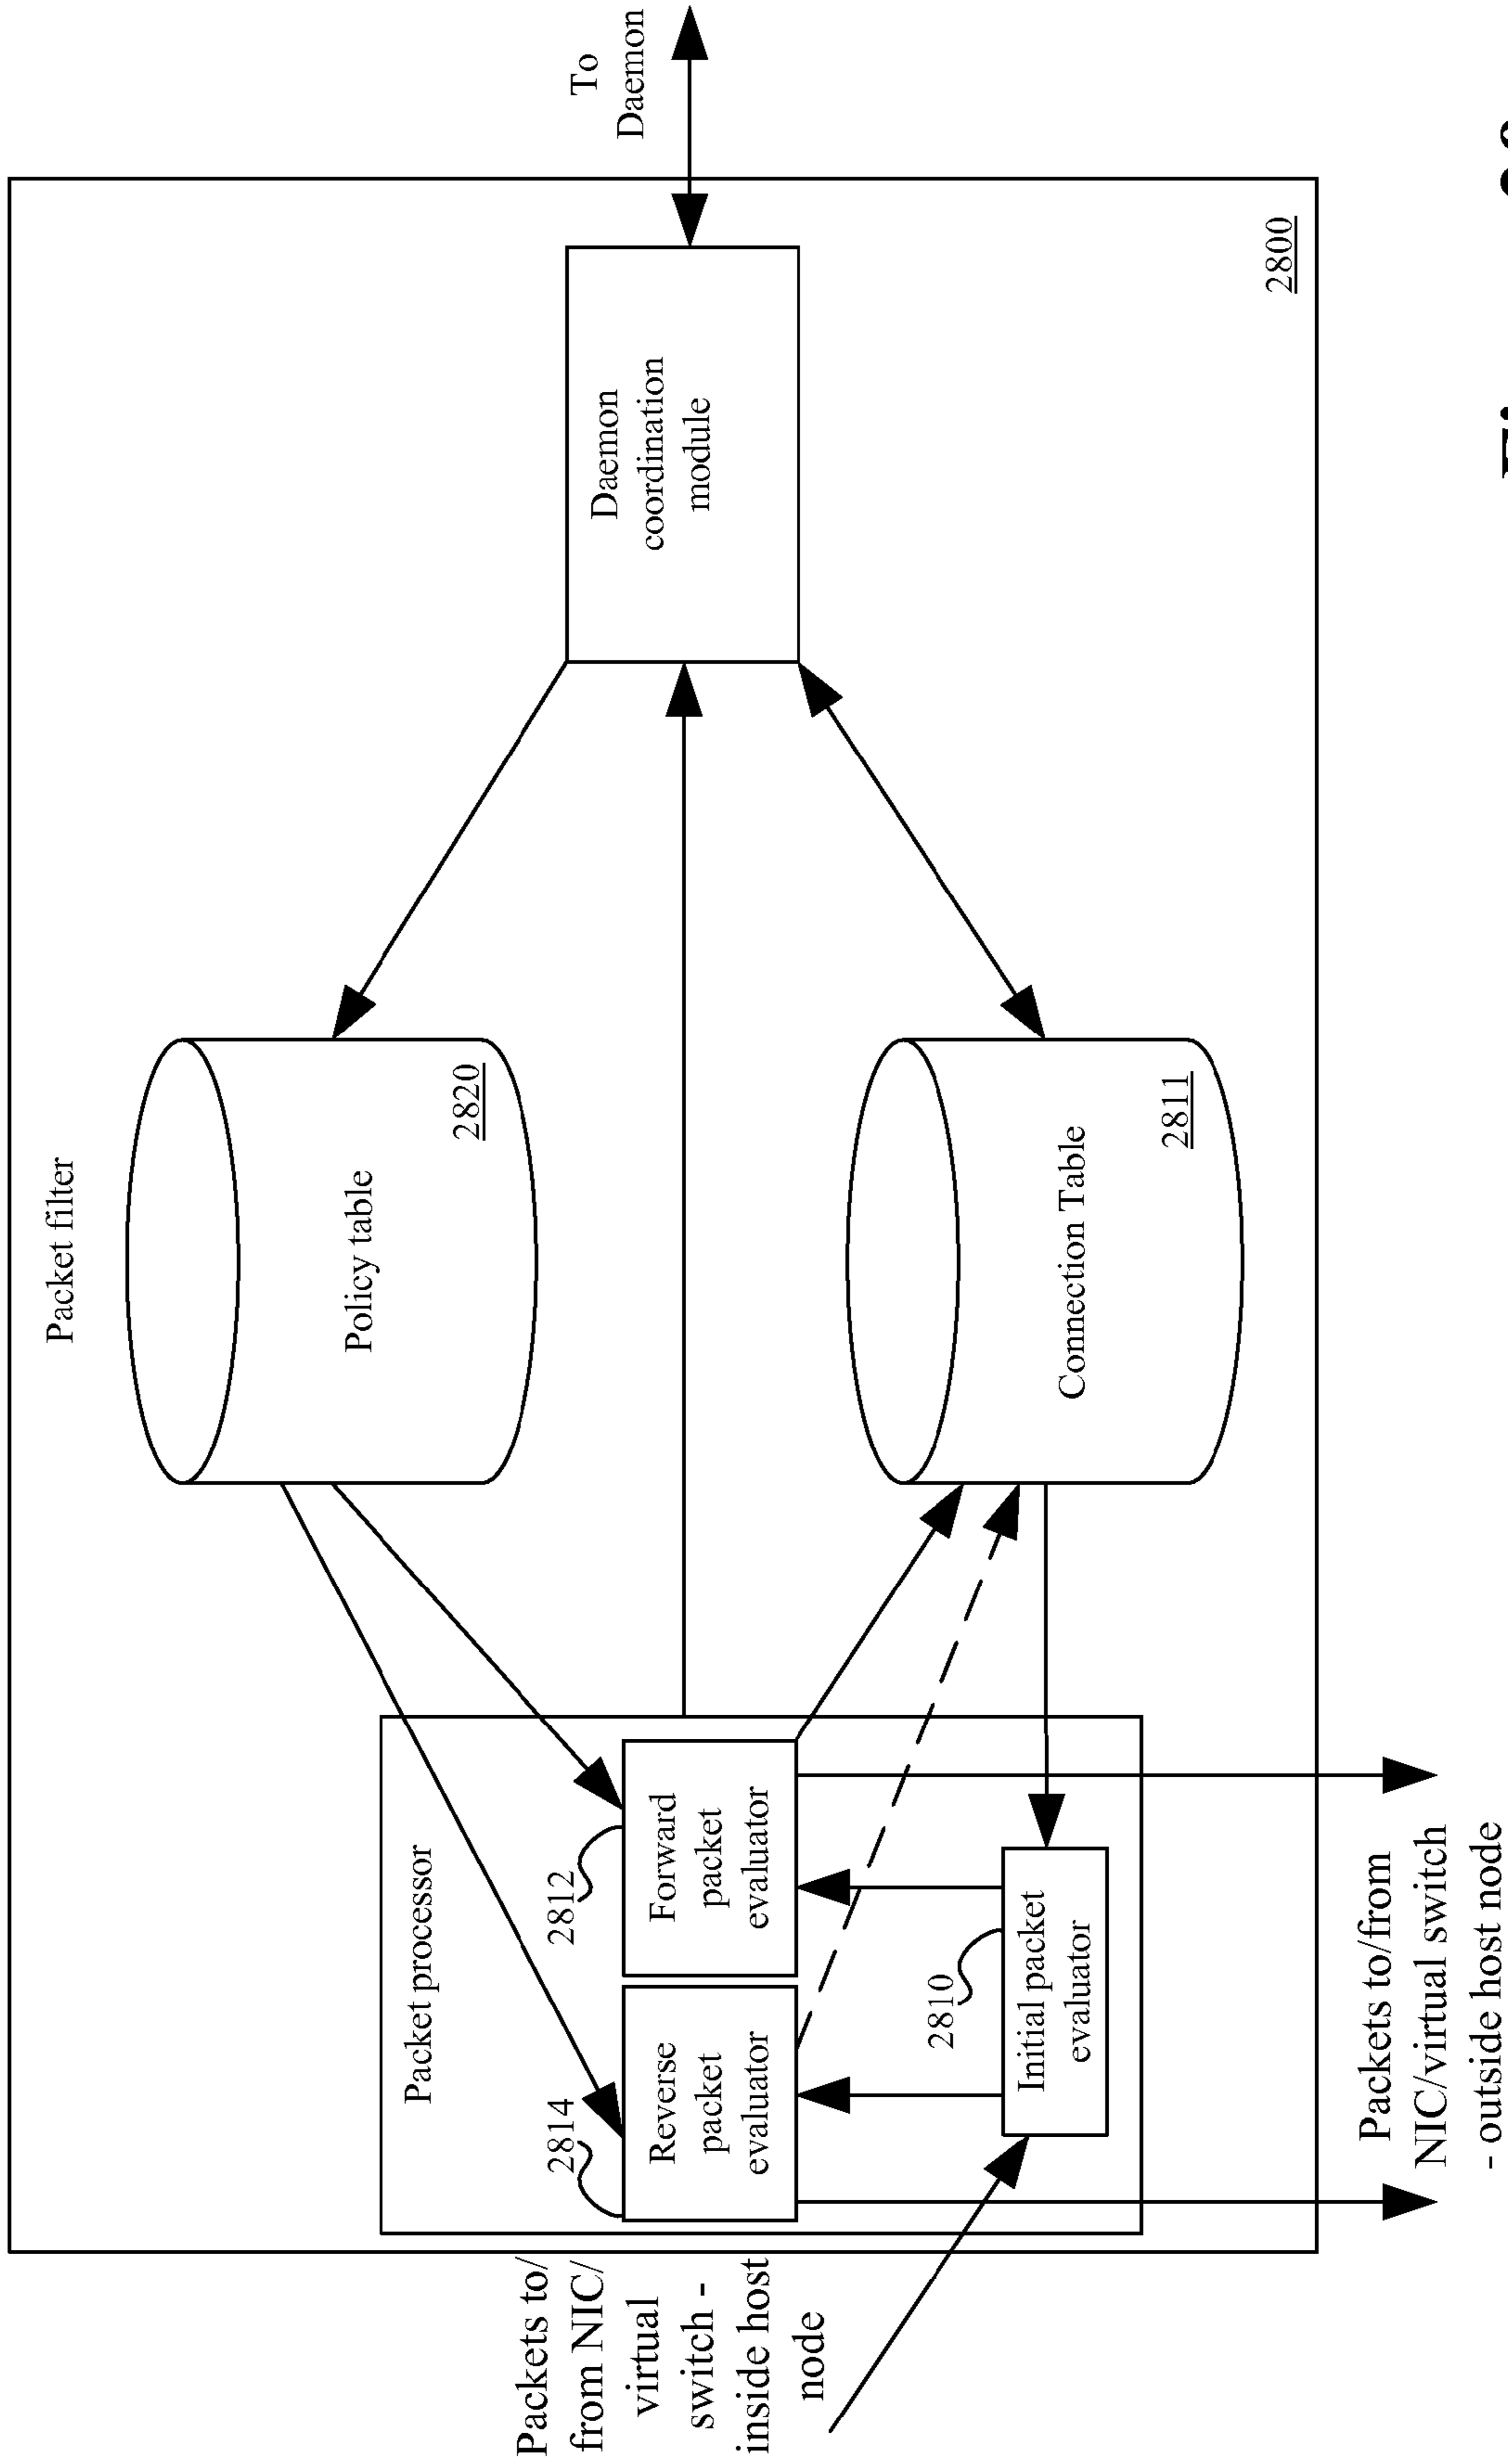 Packet filter
Policy table
2820
To
Daemon
Daemon
coordination
module
Packet processor
2812
2814
Forward
packet
evaluator
Reverse
packet
evaluator
2810
Initial packet
evaluator
Connection Table
2811
2800
Packets to/
from NIC/
virtual
switch -
inside host
node
Packets to/from
NIC/virtual switch
- outside host node